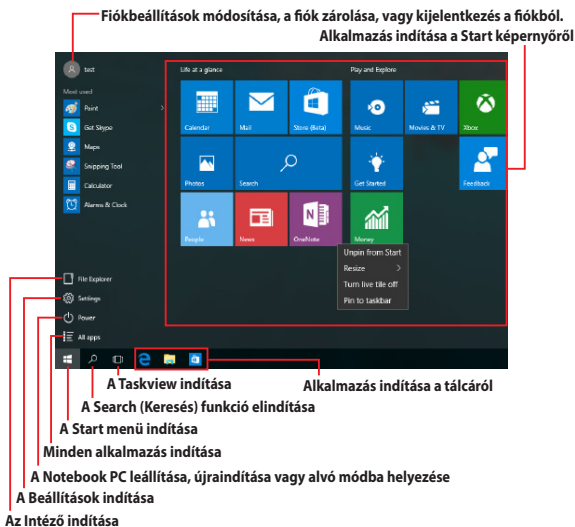 Fiókbeállítások módosítása, a fiók zárolása, vagy kijelentkezés a fiókból.
Alkalmazás indítása a Start képernyőről
test
Life at a glance
Play and Explore
Most used
Paint
Get Skype
Maps
Snipping Tool
Calculator
Alarms & Clock
Calendar
Mail
Store (Beta)
Music
Movies & TV
Xbox
Photos
Search
Get Started
Feedback
People
News
OneNote
Money
Unpin from Start
Resize
Turn live tile off
Pin to taskbar
File Explorer
Settings
Power
All apps
A Taskview indítása
Alkalmazás indítása a tálcáról
A Search (Keresés) funkció elindítása
A Start menü indítása
Minden alkalmazás indítása
A Notebook PC leállítása, újraindítása vagy alvó módba helyezése
A Beállítások indítása
Az Intéző indítása